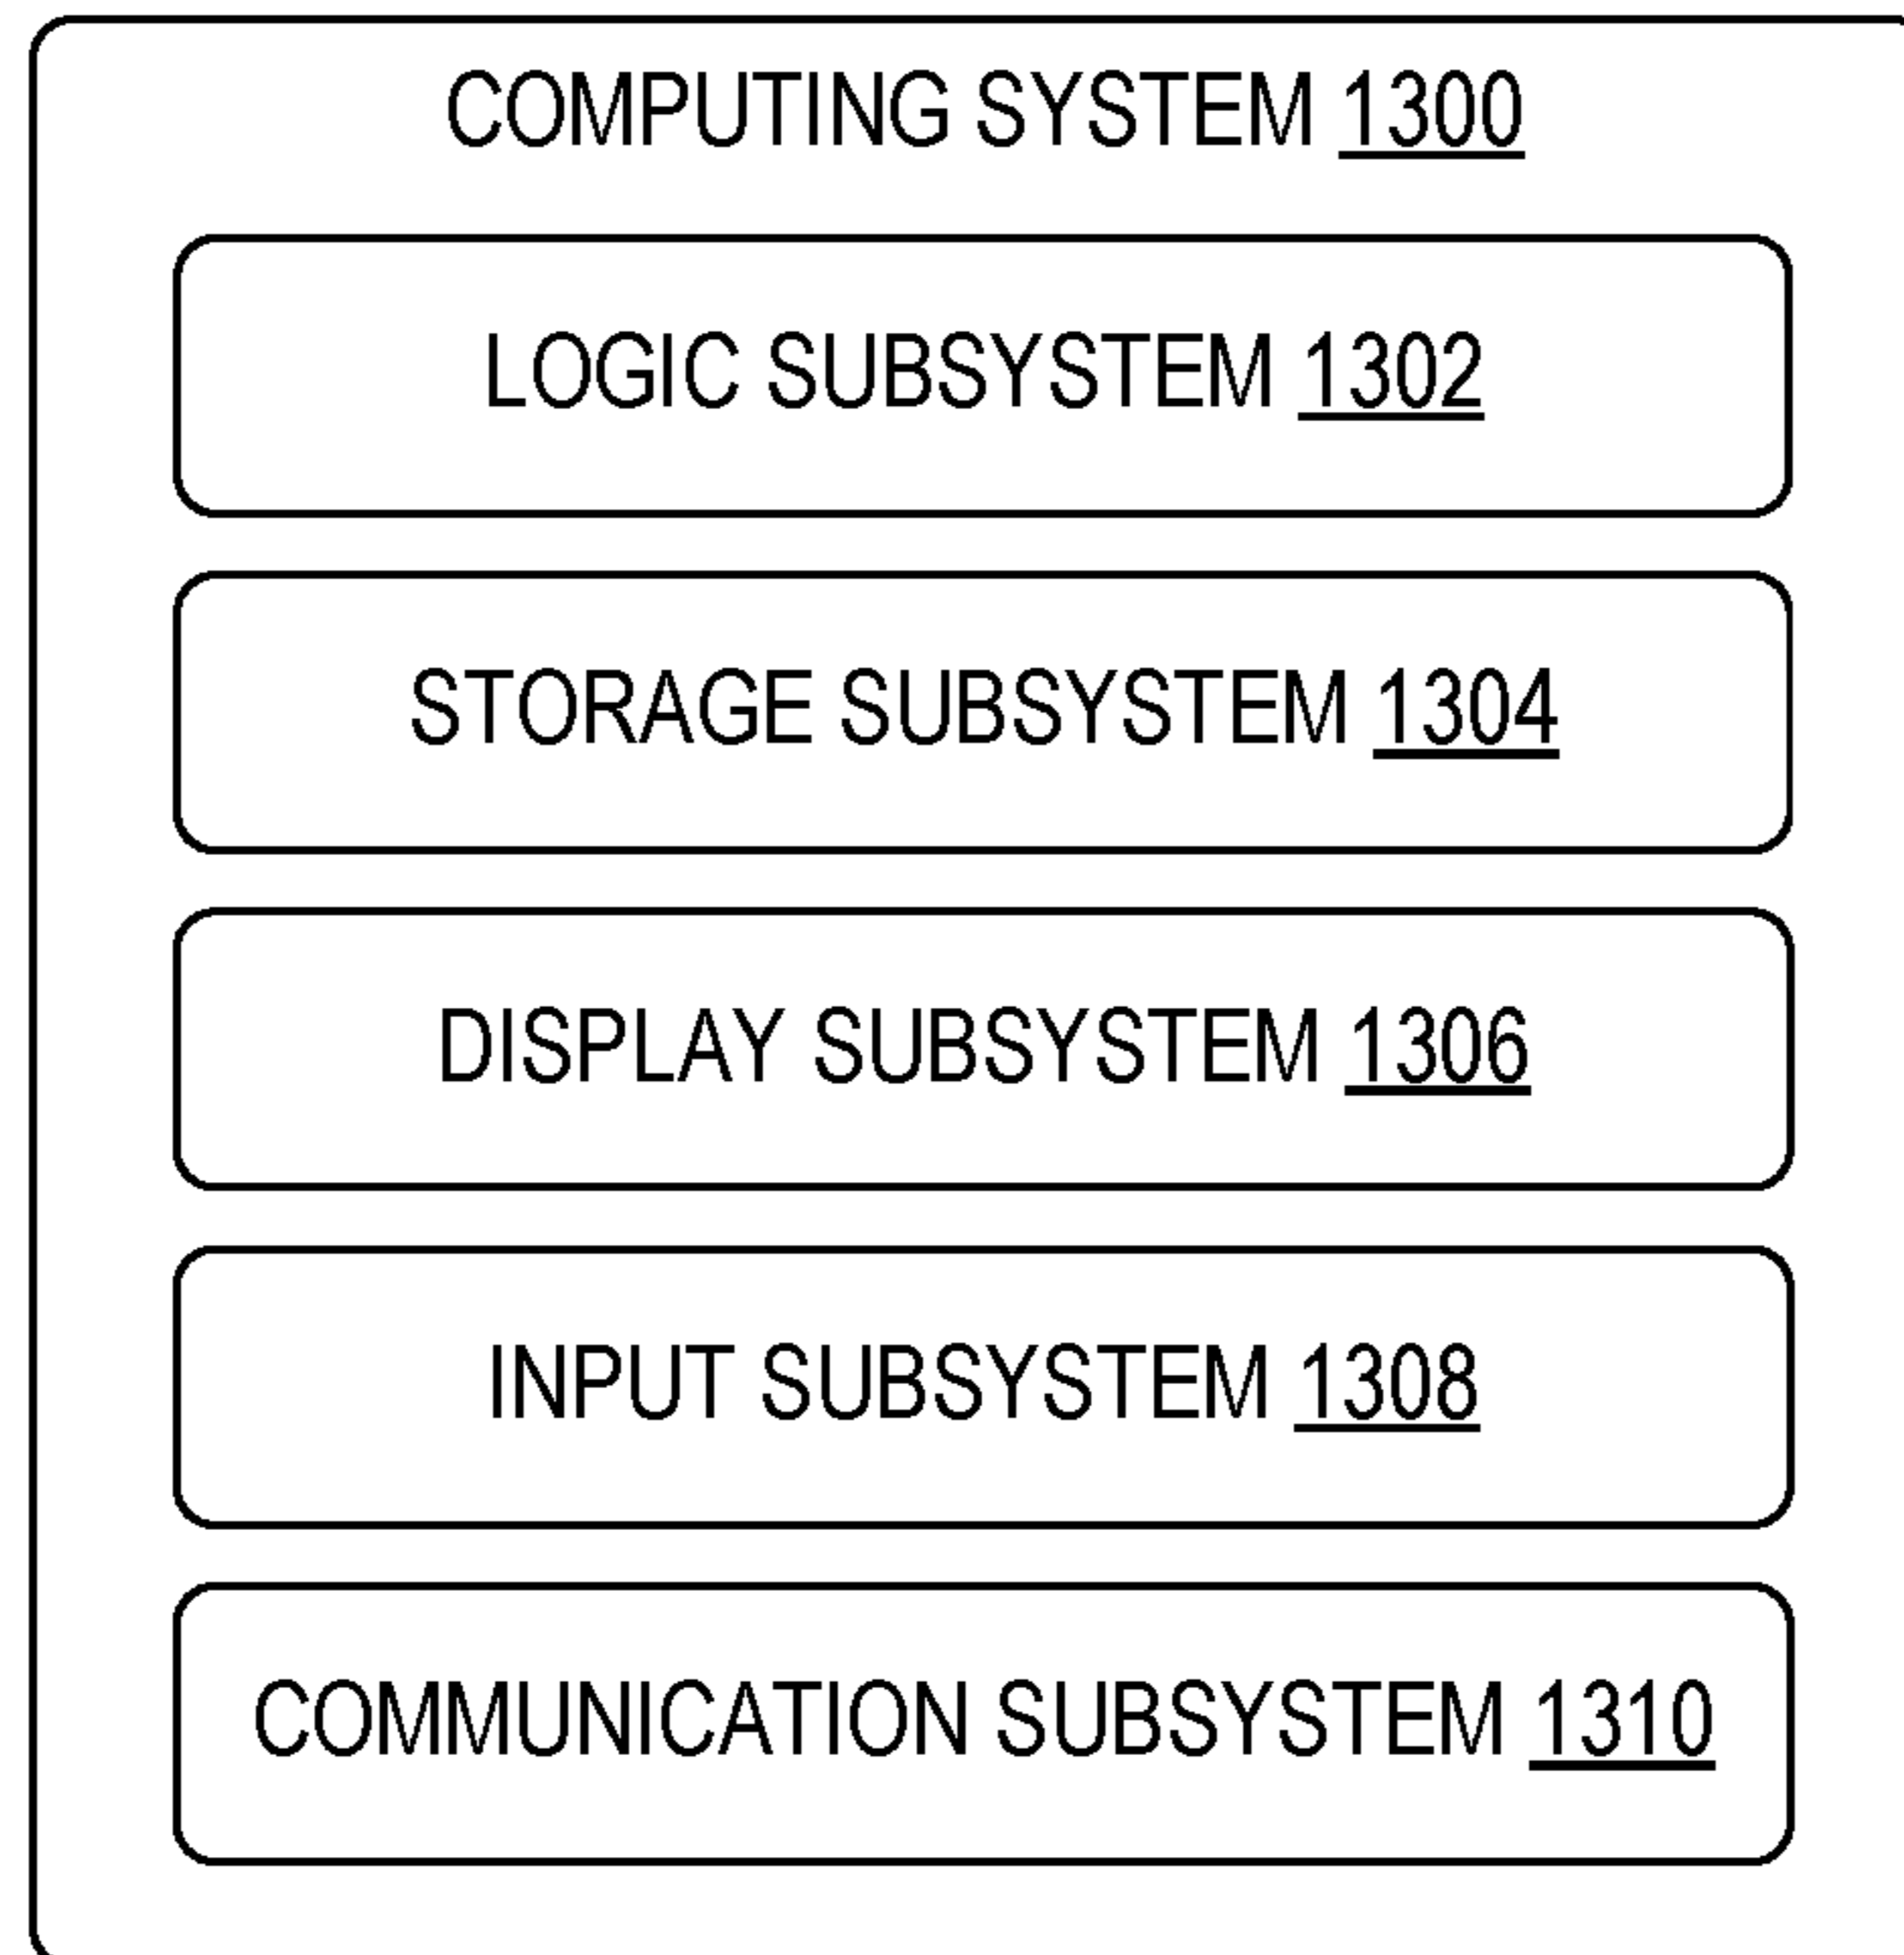 COMPUTING SYSTEM 1300
LOGIC SUBSYSTEM 1302
STORAGE SUBSYSTEM 1304
DISPLAY SUBSYSTEM 1306
INPUT SUBSYSTEM 1308
COMMUNICATION SUBSYSTEM 1310